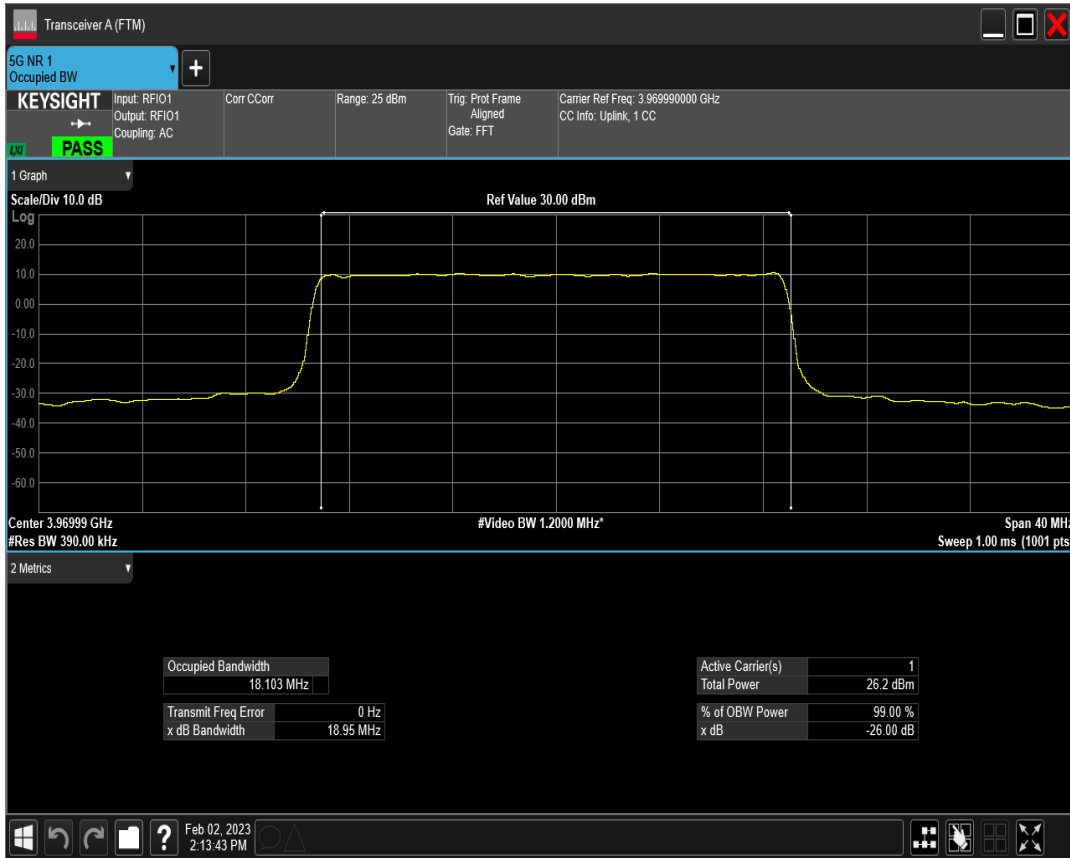 Transceiver A (FTM)
5G NR 1
Occupied BW
+
KEYSIGHT
LXI
PASS
Input: RFIO1
Output: RFIO1
Coupling: AC
Corr CCorr
Range: 25 dBm
Trig: Prot Frame
Aligned
Gate: FFT
Carrier Ref Freq: 3.969990000 GHz
CC Info: Uplink, 1 CC
1 Graph
Scale/Div 10.0 dB
Ref Value 30.00 dBm
Log
20.0
10.0
0.00
-10.0
-20.0
-30.0
-40.0
-50.0
-60.0
Center 3.96999 GHz
#Video BW 1.2000 MHz*
Span 40 MHz
#Res BW 390.00 kHz
Sweep 1.00 ms (1001 pts
2 Metrics
Occupied Bandwidth
18.103 MHz
Transmit Freq Error 0 Hz
x dB Bandwidth 18.95 MHz
Active Carrier(s) 1
Total Power 26.2 dBm
% of OBW Power 99.00 %
x dB -26.00 dB
?
Feb 02, 2023
2:13:43 PM